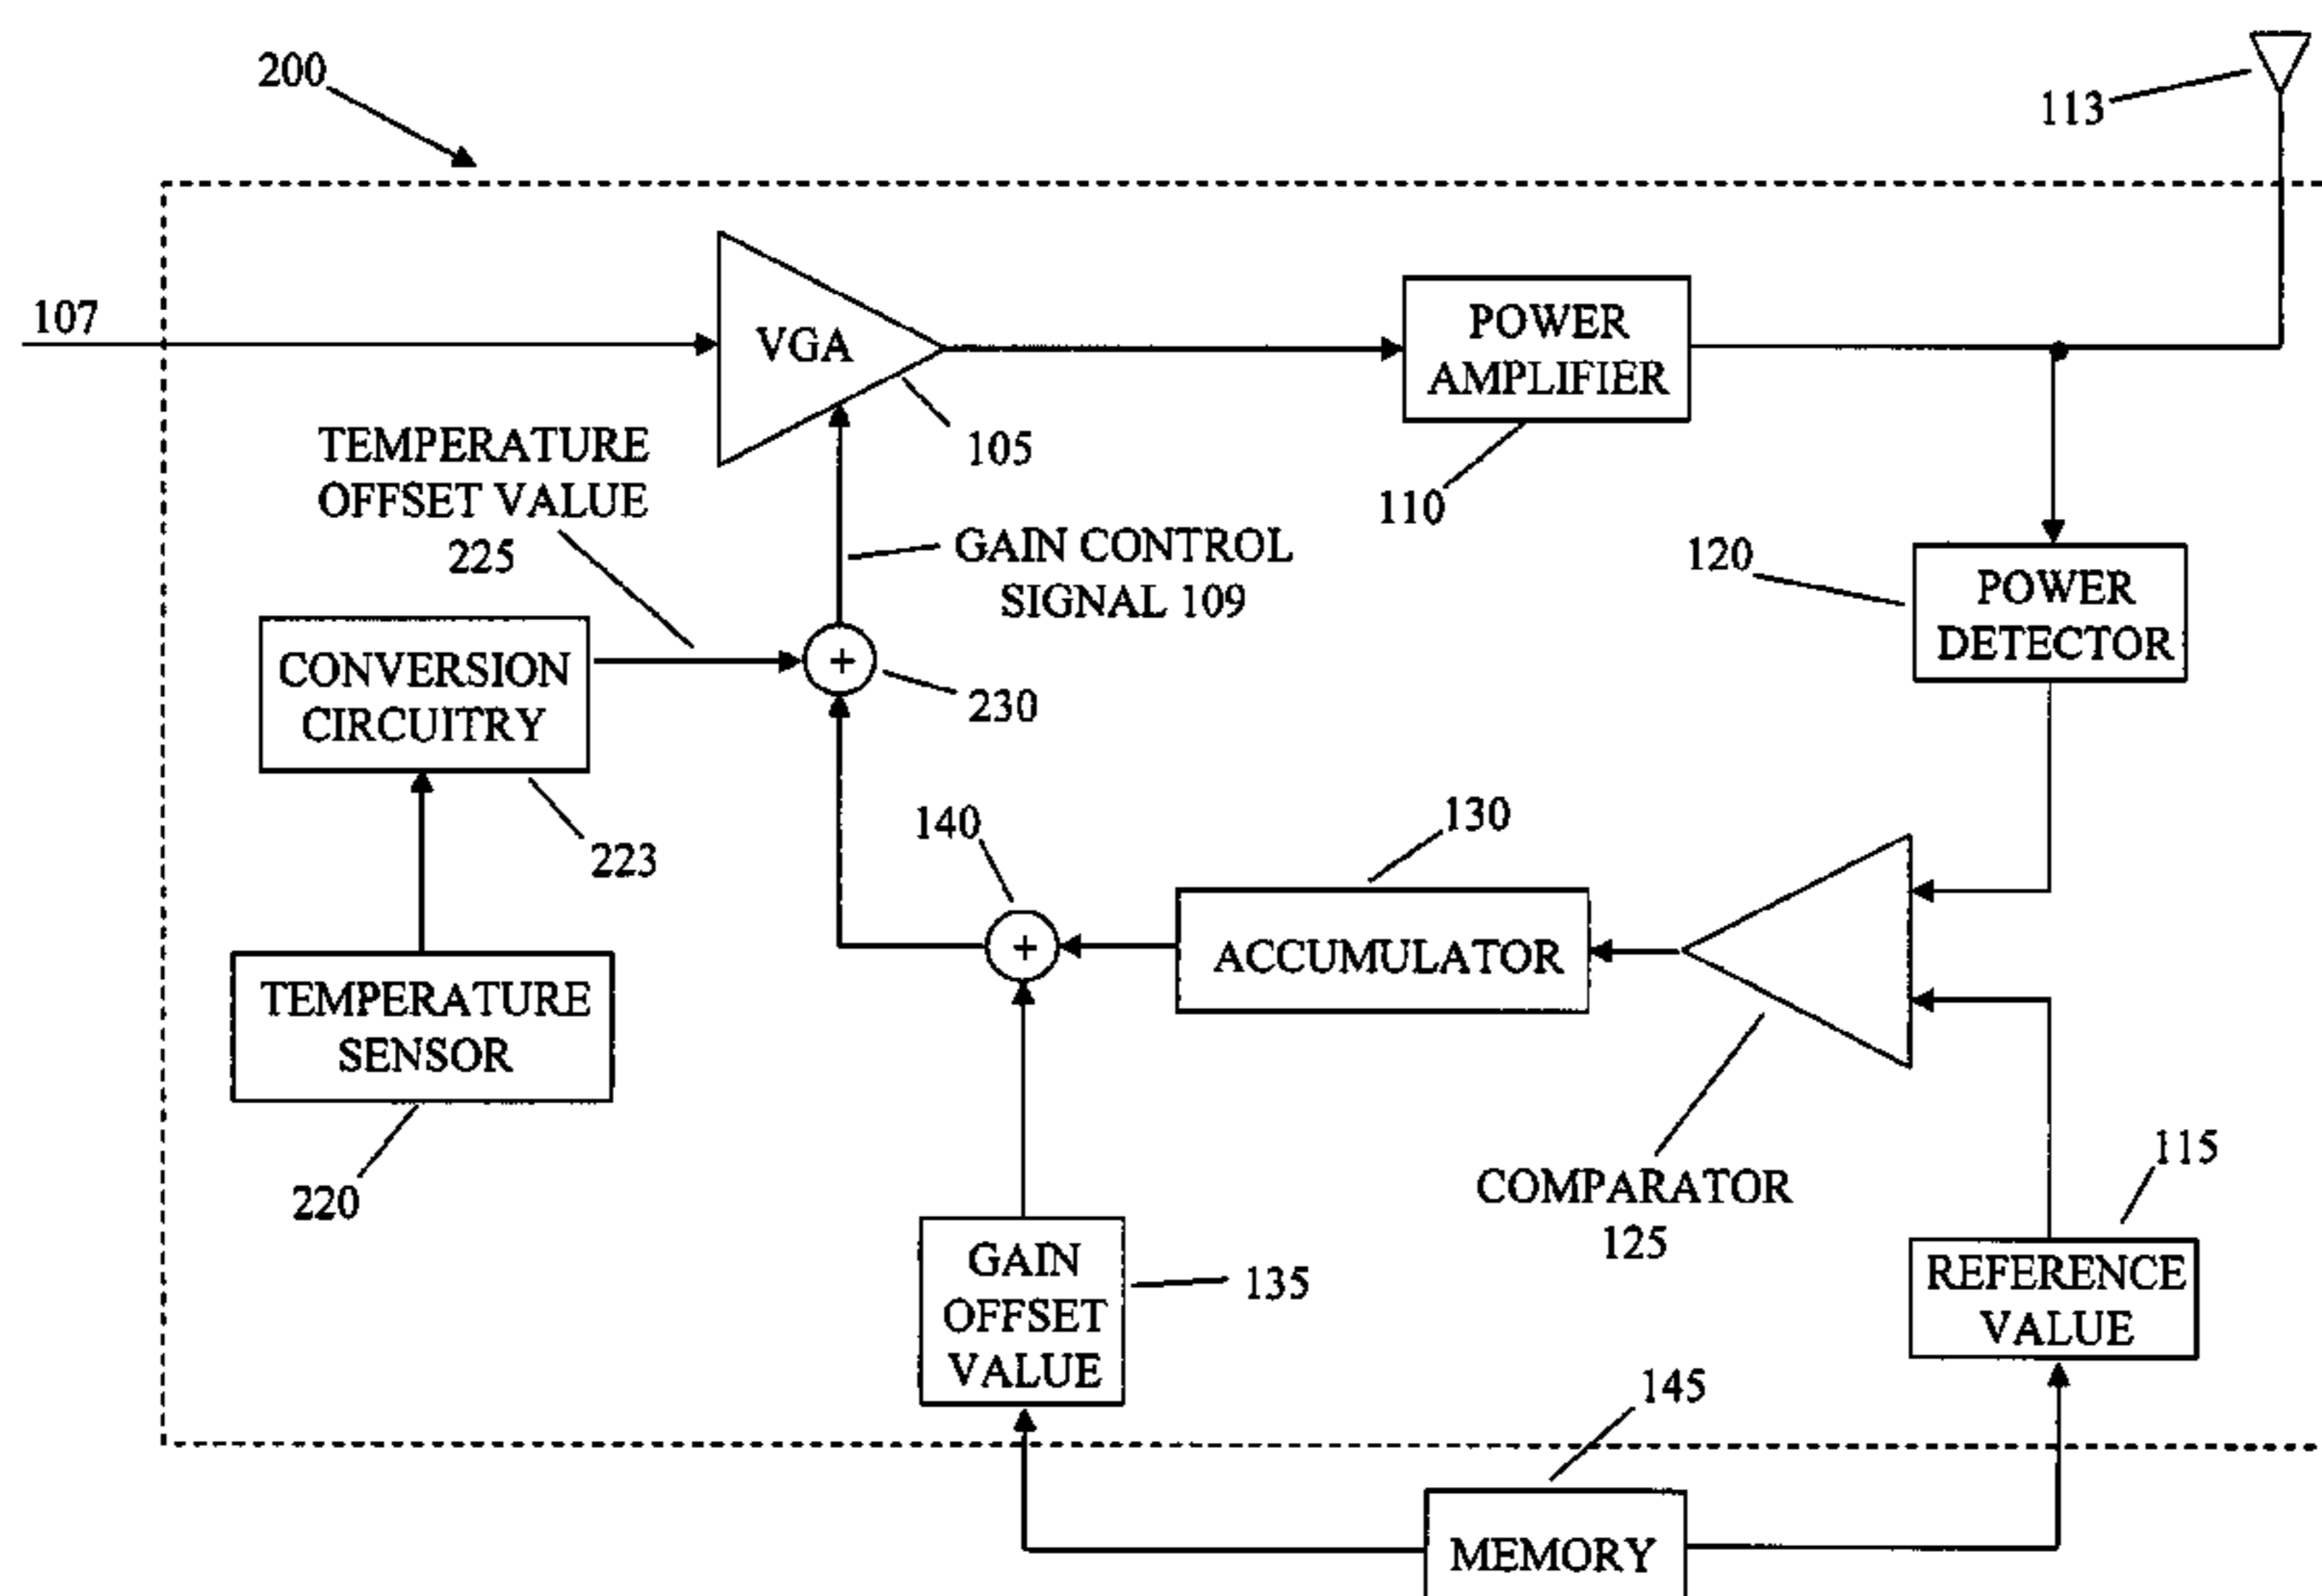 200
113
107
VGA
POWER
AMPLIFIER
105
110
TEMPERATURE
OFFSET VALUE
225
GAIN CONTROL
SIGNAL 109
120
POWER
DETECTOR
CONVERSION
CIRCUITRY
+
230
223
140
130
+
ACCUMULATOR
TEMPERATURE
SENSOR
220
COMPARATOR
125
115
GAIN
OFFSET
VALUE
135
REFERENCE
VALUE
145
MEMORY